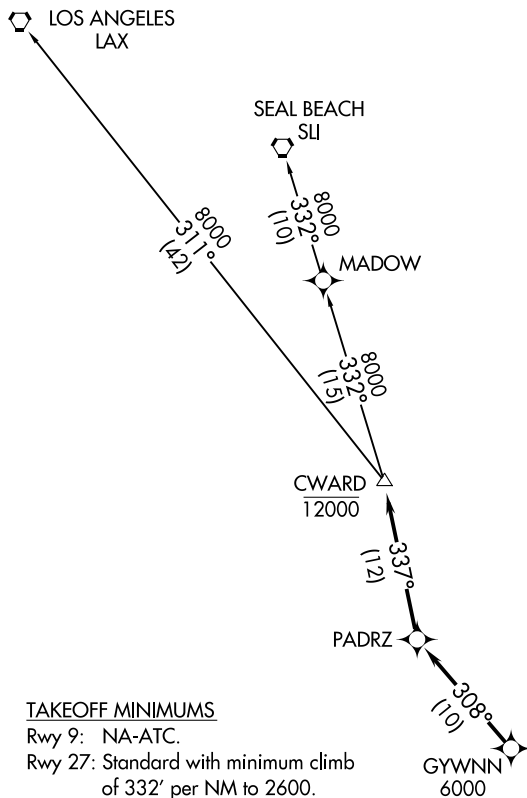 LOS ANGELES
LAX
SEAL BEACH
SLI
8000
332°
(10)
8000
311°
(42)
MADOW
8000
332°
(15)
CWARD
12000
337°
(12)
PADRZ
308°
(10)
GYWNN
6000
TAKEOFF MINIMUMS
Rwy 9: NA-ATC.
Rwy 27: Standard with minimum climb
of 332' per NM to 2600.